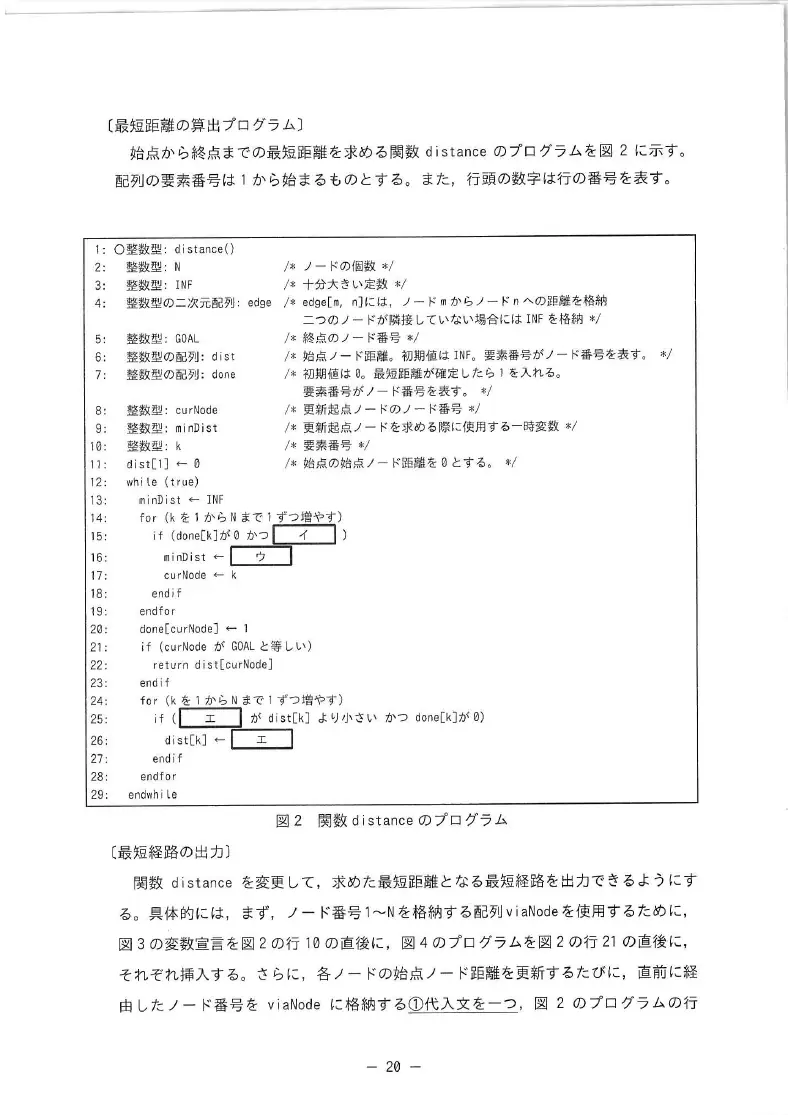 〔最短距離の算出プログラム〕
始点から終点までの最短距離を求める関数 distance のプログラムを図 2 に示す。
配列の要素番号は 1 から始まるものとする。また，行頭の数字は行の番号を表す。
1: ○整数型: distance()
2: 整数型: N /* ノードの個数 */
3: 整数型: INF /* 十分大きい定数 */
4: 整数型の二次元配列: edge /* edge[m, n]には，ノード m からノード n への距離を格納
二つのノードが隣接していない場合には INF を格納 */
5: 整数型: GOAL /* 終点のノード番号 */
6: 整数型の配列: dist /* 始点ノード距離。初期値は INF。要素番号がノード番号を表す。 */
7: 整数型の配列: done /* 初期値は 0。最短距離が確定したら 1 を入れる。
要素番号がノード番号を表す。 */
8: 整数型: curNode /* 更新起点ノードのノード番号 */
9: 整数型: minDist /* 更新起点ノードを求める際に使用する一時変数 */
10: 整数型: k /* 要素番号 */
11: dist[1] ← 0 /* 始点の始点ノード距離を 0 とする。 */
12: while (true)
13: minDist ← INF
14: for (k を 1 から N まで 1 ずつ増やす)
15: if (done[k]が 0 かつ イ )
16: minDist ← ウ
17: curNode ← k
18: endif
19: endfor
20: done[curNode] ← 1
21: if (curNode が GOAL と等しい)
22: return dist[curNode]
23: endif
24: for (k を 1 から N まで 1 ずつ増やす)
25: if ( エ が dist[k] より小さい かつ done[k]が 0)
26: dist[k] ← エ
27: endif
28: endfor
29: endwhile
図 2 関数 distance のプログラム
〔最短経路の出力〕
関数 distance を変更して，求めた最短距離となる最短経路を出力できるようにす
る。具体的には，まず，ノード番号 1～N を格納する配列 viaNode を使用するために，
図 3 の変数宣言を図 2 の行 10 の直後に，図 4 のプログラムを図 2 の行 21 の直後に，
それぞれ挿入する。さらに，各ノードの始点ノード距離を更新するたびに，直前に経
由したノード番号を viaNode に格納する①代入文を一つ，図 2 のプログラムの行
－ 20 －